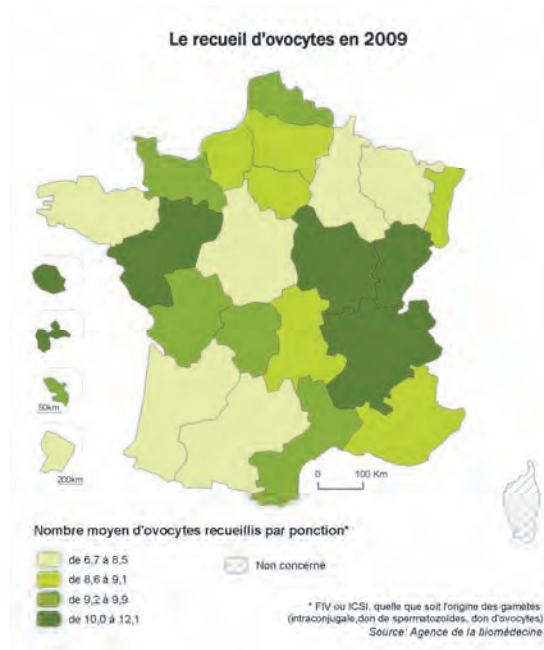 Le recueil d'ovocytes en 2009
50km
200km
0 100 Km
Nombre moyen d'ovocytes recueillis par ponction*
de 6,7 à 8,5
de 8,6 à 9,1
de 9,2 à 9,9
de 10,0 à 12,1
Non concerné
* FIV ou ICSI, quelle que soit l'origine des gamètes
(intraconjugale,don de spermatozoïdes, don d'ovocytes)
Source: Agence de la biomédecine